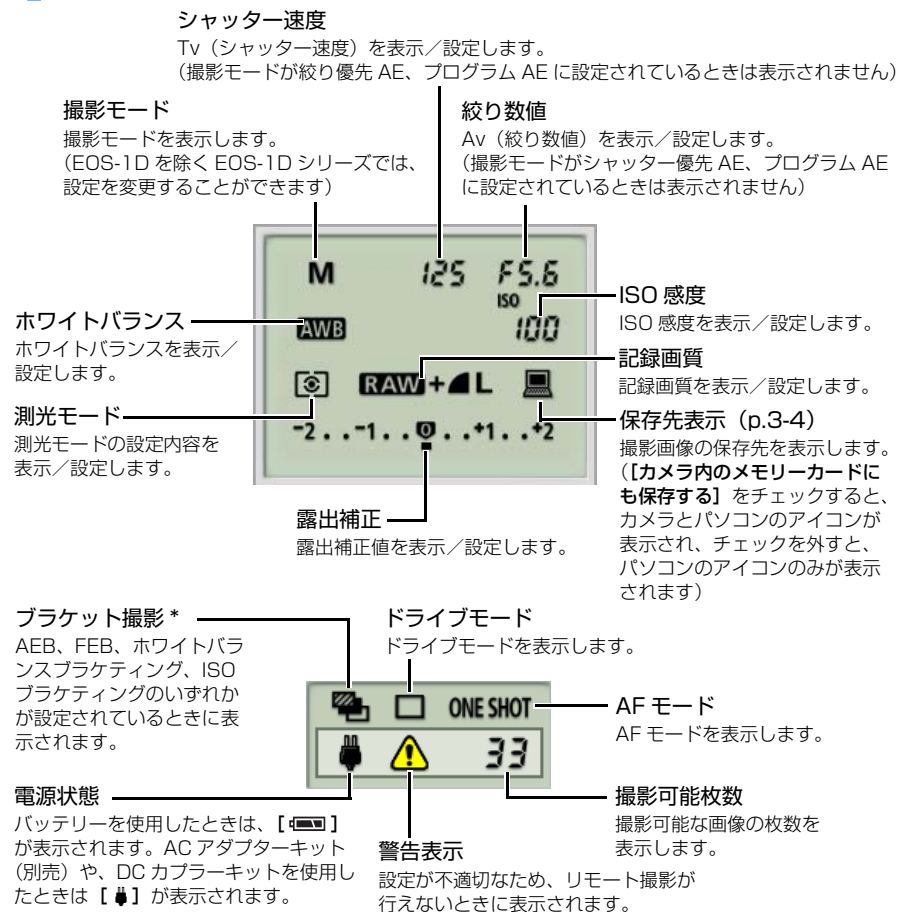 シャッター速度
Tv（シャッター速度）を表示／設定します。
（撮影モードが絞り優先 AE、プログラム AE に設定されているときは表示されません）
撮影モード
撮影モードを表示します。
（EOS-1D を除く EOS-1D シリーズでは、
設定を変更することができます）
絞り数値
Av（絞り数値）を表示／設定します。
（撮影モードがシャッター優先 AE、プログラム AE
に設定されているときは表示されません）
M 125 F5.6
ISO
AWB 100
RAW+ L
-2..-1..0..+1..+2
ホワイトバランス
ホワイトバランスを表示／
設定します。
測光モード
測光モードの設定内容を
表示／設定します。
ISO 感度
ISO 感度を表示／設定します。
記録画質
記録画質を表示／設定します。
保存先表示（p.3-4）
撮影画像の保存先を表示します。
（［カメラ内のメモリーカードに
も保存する］をチェックすると、
カメラとパソコンのアイコンが
表示され、チェックを外すと、
パソコンのアイコンのみが表示
されます）
露出補正
露出補正値を表示／設定します。
ブラケット撮影 *
AEB、FEB、ホワイトバラ
ンスブラケティング、ISO
ブラケティングのいずれか
が設定されているときに表
示されます。
ドライブモード
ドライブモードを表示します。
ONE SHOT
33
AF モード
AF モードを表示します。
電源状態
バッテリーを使用したときは、［ ］
が表示されます。AC アダプターキット
（別売）や、DC カプラーキットを使用し
たときは［ ］が表示されます。
警告表示
設定が不適切なため、リモート撮影が
行えないときに表示されます。
撮影可能枚数
撮影可能な画像の枚数を
表示します。